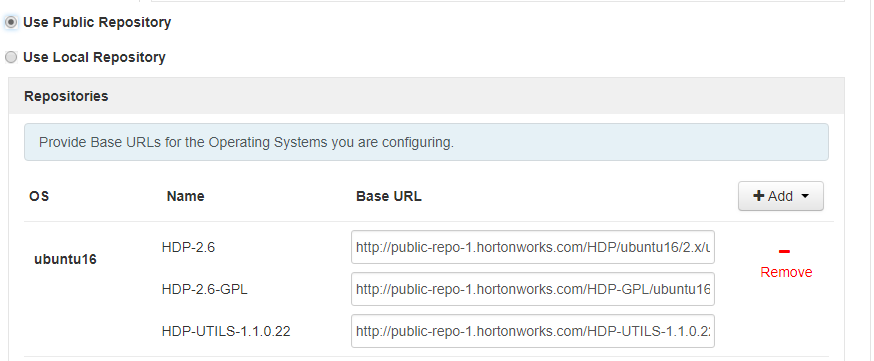 Use Public Repository
Use Local Repository
Repositories
Provide Base URLs for the Operating Systems you are configuring.
OS Name Base URL + Add
ubuntu16 HDP-2.6 http://public-repo-1.hortonworks.com/HDP/ubuntu16/2.x/u
Remove
HDP-2.6-GPL http://public-repo-1.hortonworks.com/HDP-GPL/ubuntu16
HDP-UTILS-1.1.0.22 http://public-repo-1.hortonworks.com/HDP-UTILS-1.1.0.2